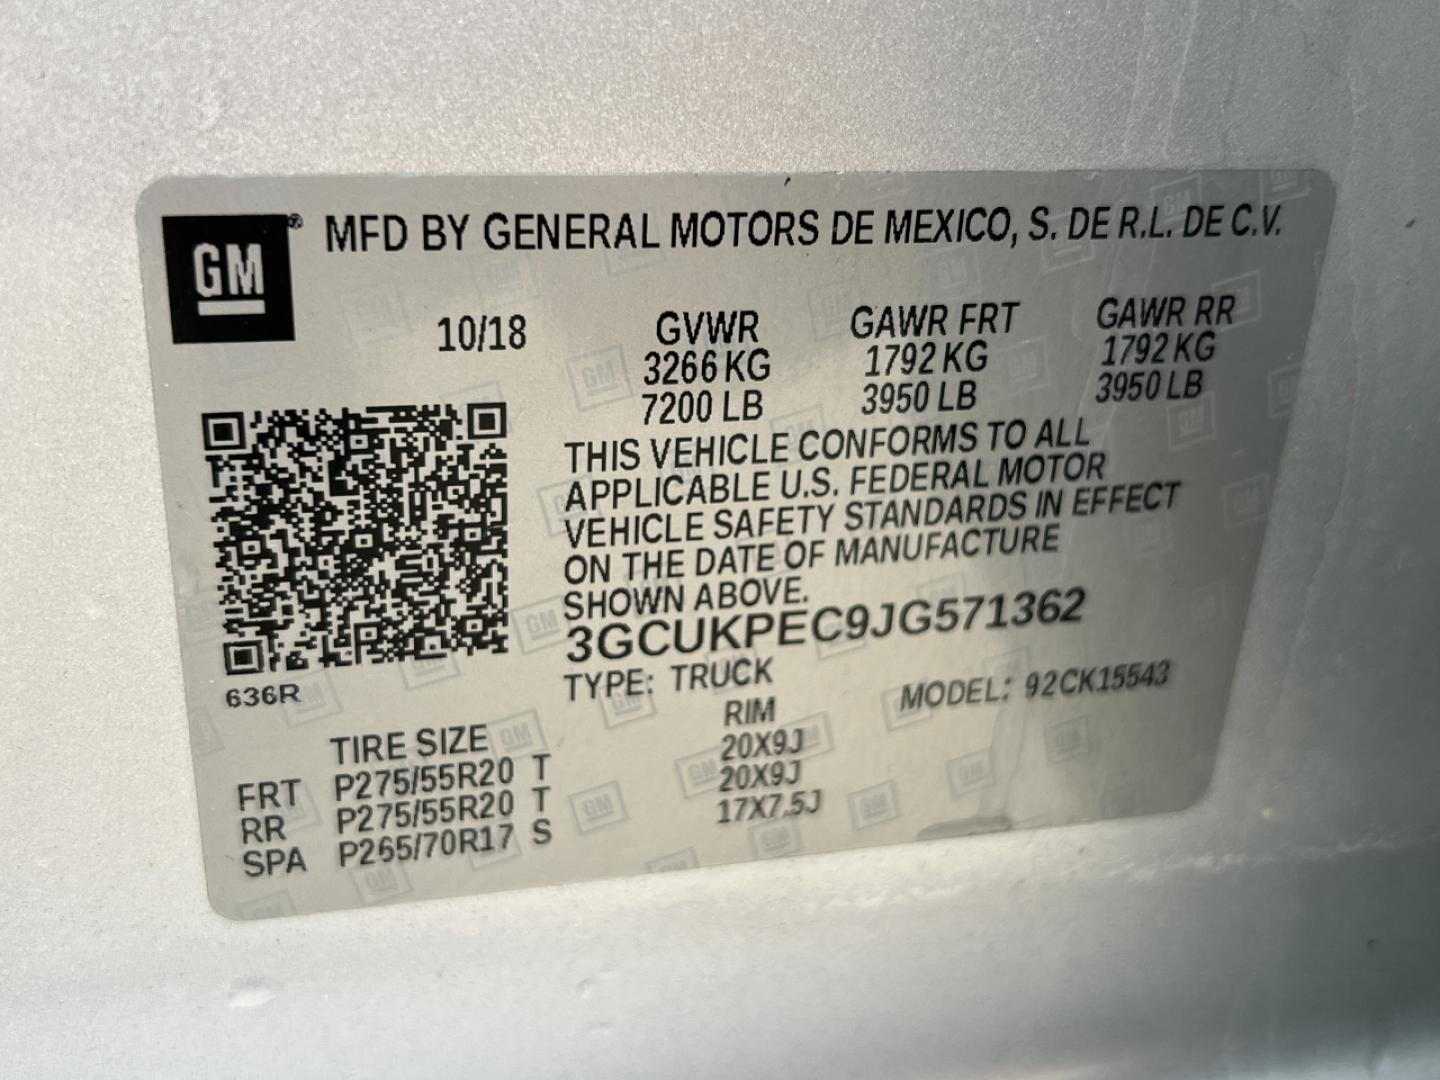 GM ® MFD BY GENERAL MOTORS DE MEXICO, S. DE R.L. DE C.V.
10/18 GVWR GAWR FRT GAWR RR
3266 KG 1792 KG 1792 KG
7200 LB 3950 LB 3950 LB
THIS VEHICLE CONFORMS TO ALL
APPLICABLE U.S. FEDERAL MOTOR
VEHICLE SAFETY STANDARDS IN EFFECT
ON THE DATE OF MANUFACTURE
SHOWN ABOVE.
3GCUKPEC9JG571362
636R
TYPE: TRUCK MODEL: 92CK15543
TIRE SIZE RIM
FRT P275/55R20 T 20X9J
RR P275/55R20 T 20X9J
SPA P265/70R17 S 17X7.5J